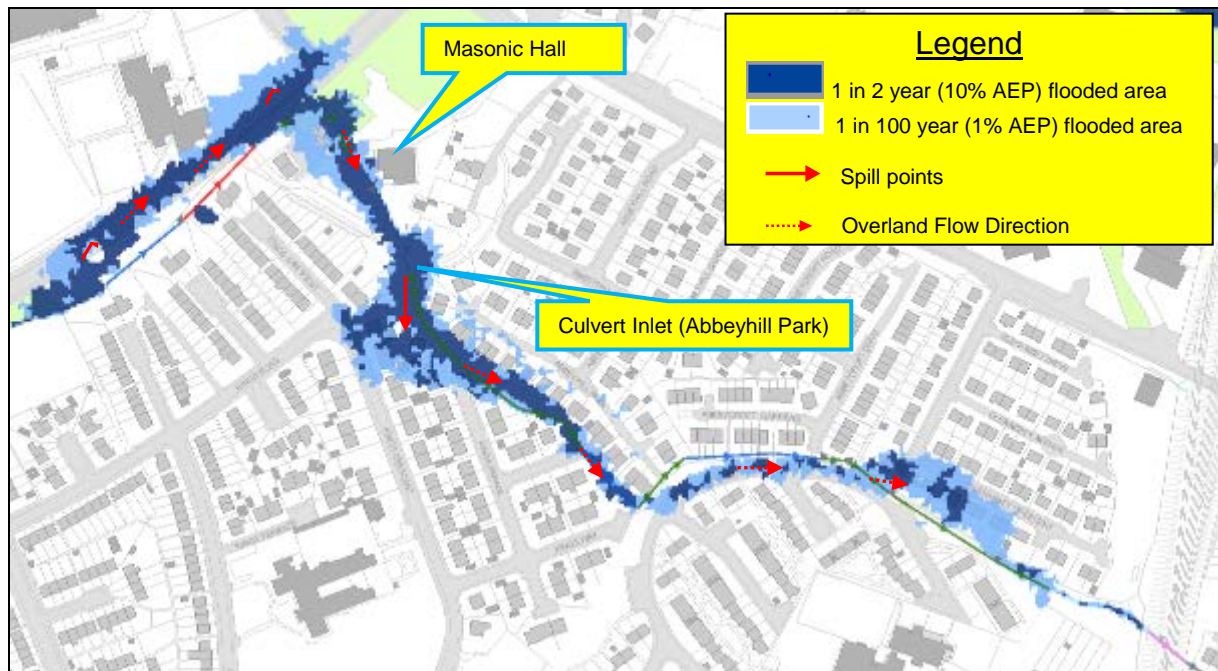 Masonic Hall
Legend
1 in 2 year (10% AEP) flooded area
1 in 100 year (1% AEP) flooded area
Spill points
Overland Flow Direction
Culvert Inlet (Abbeyhill Park)